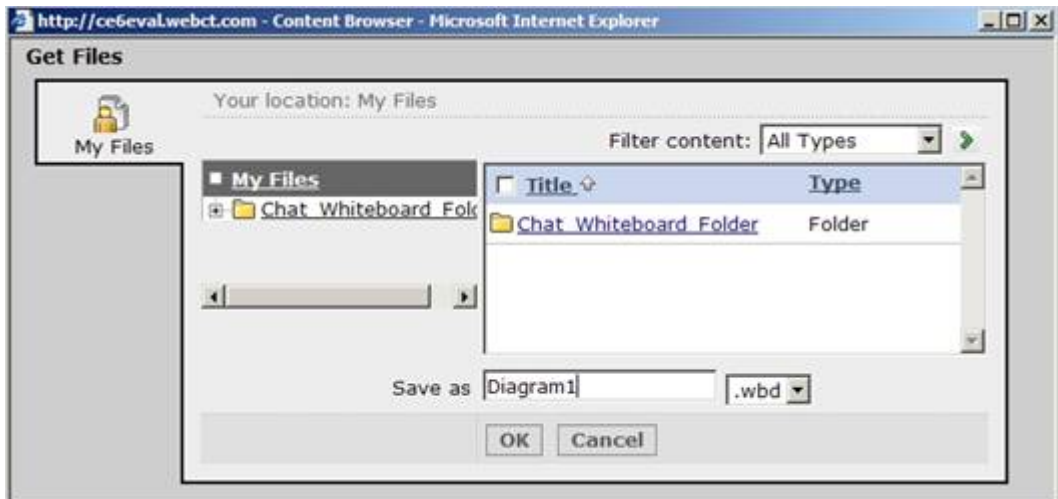 http://ce6eval.webct.com - Content Browser - Microsoft Internet Explorer
Get Files
My Files
Your location: My Files
Filter content: All Types
My Files
Chat_Whiteboard_Fold
Title Type
Chat_Whiteboard_Folder Folder
Save as Diagram1 .wbd
OK Cancel